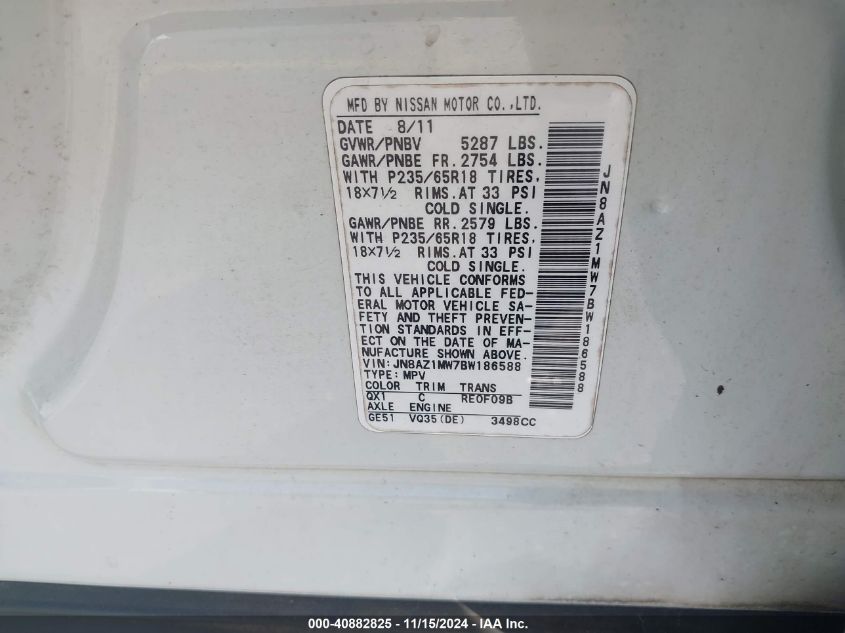 MFD BY NISSAN MOTOR CO.,LTD.
DATE 8/11
GVWR/PNBV 5287 LBS.
GAWR/PNBE FR. 2754 LBS.
WITH P235/65R18 TIRES,
18X7½ RIMS.AT 33 PSI
COLD SINGLE.
GAWR/PNBE RR. 2579 LBS.
WITH P235/65R18 TIRES,
18X7½ RIMS.AT 33 PSI
COLD SINGLE.
THIS VEHICLE CONFORMS
TO ALL APPLICABLE FED-
ERAL MOTOR VEHICLE SA-
FETY AND THEFT PREVEN-
TION STANDARDS IN EFF-
ECT ON THE DATE OF MA-
NUFACTURE SHOWN ABOVE.
VIN: JN8AZ1MW7BW186588
TYPE: MPV
COLOR TRIM TRANS
QX1 C RE0F09B
AXLE ENGINE
GE51 VQ35(DE) 3498CC
JN8AZ1MW7BW186588
000-40882825 - 11/15/2024 - IAA Inc.